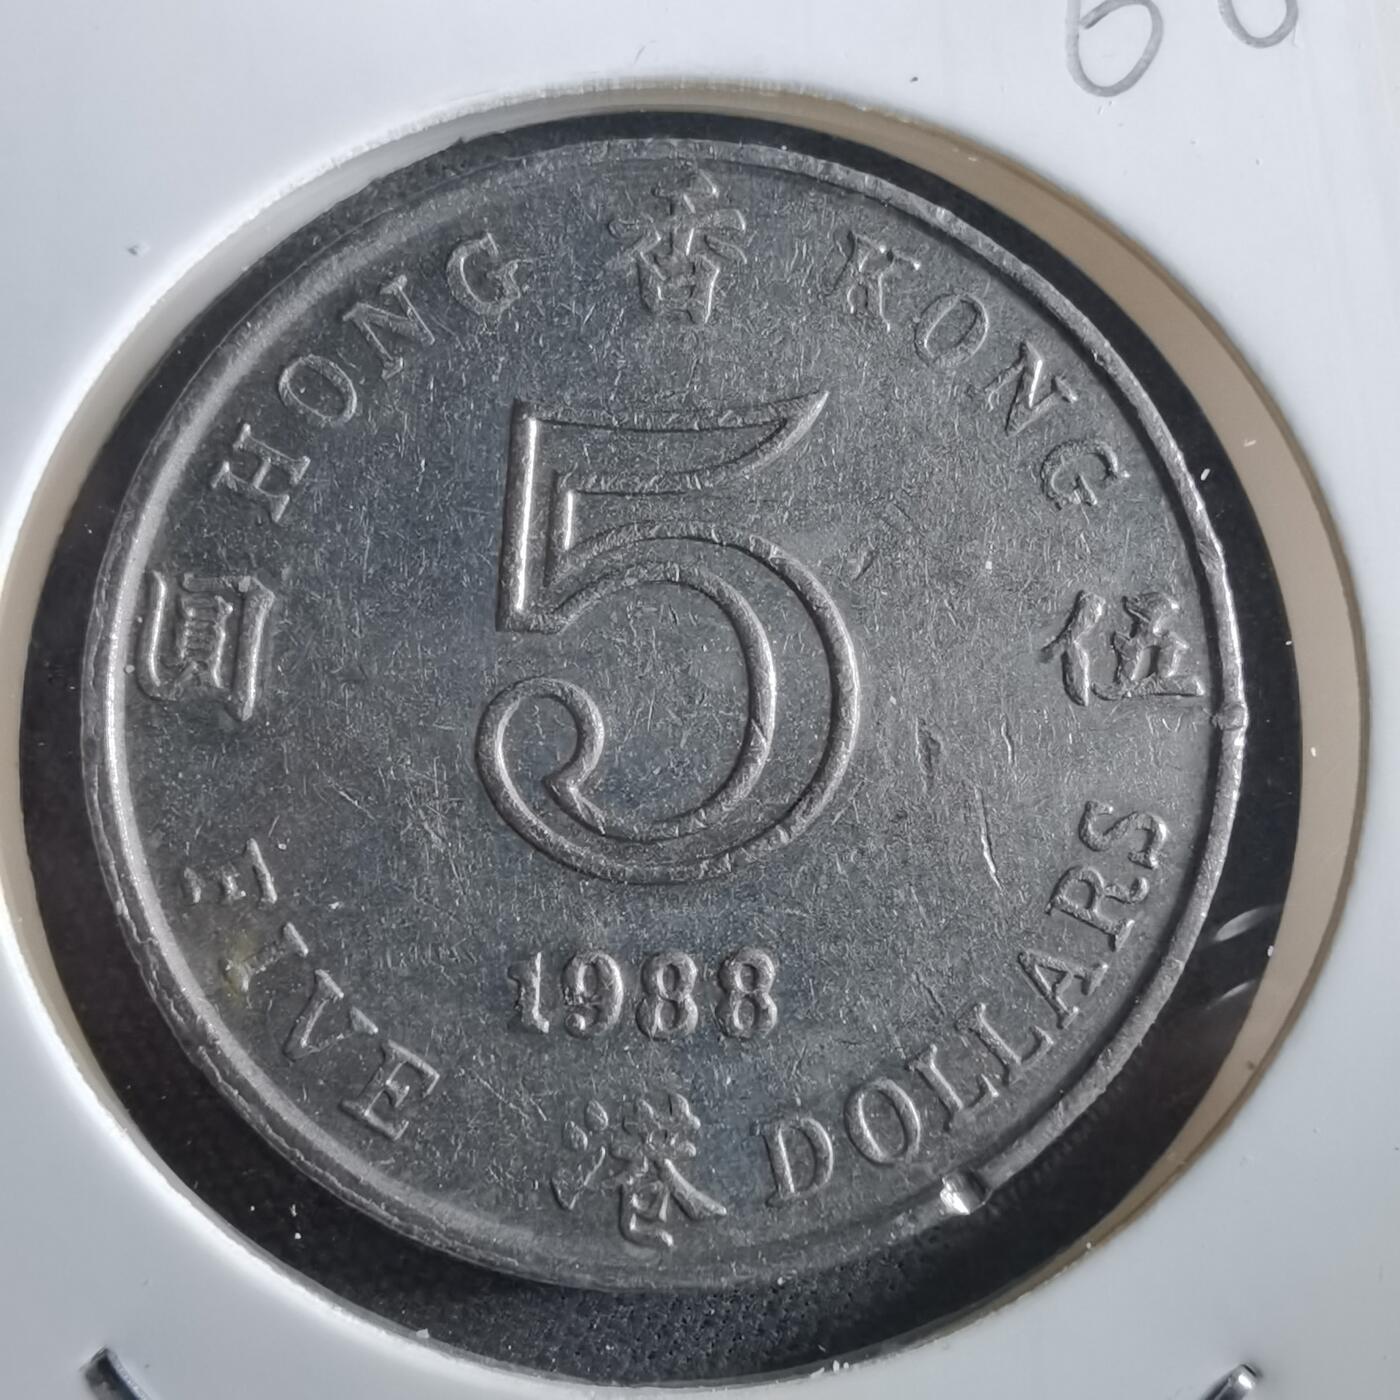 香
HONG KONG
5
圓 伍
1988
FIVE DOLLARS
港